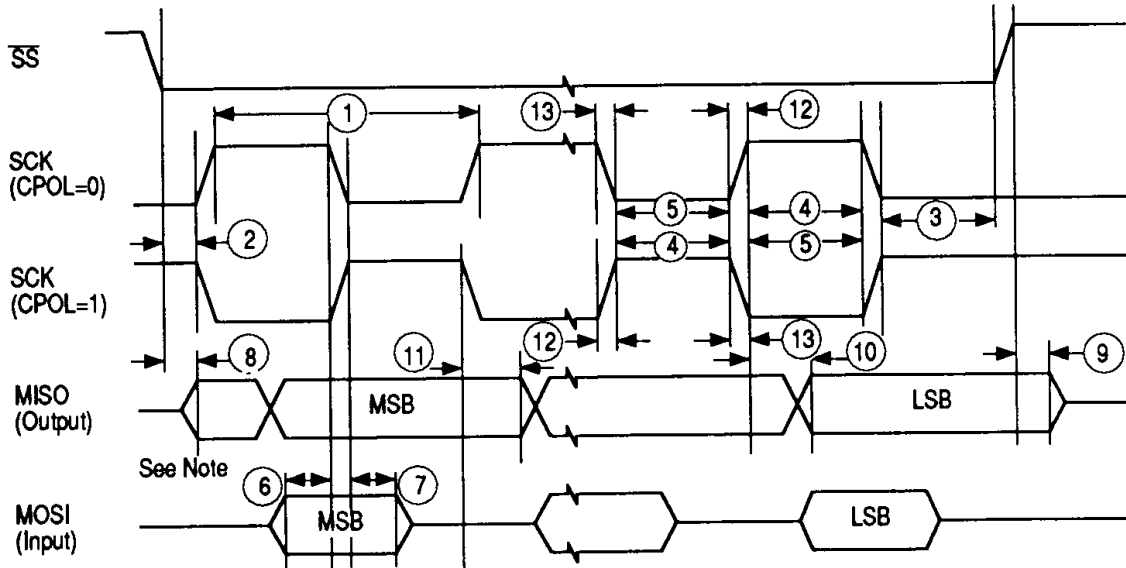 SS
1
13
12
SCK
(CPOL=0)
5
4
3
2
4
5
SCK
(CPOL=1)
12
13
8
11
10
9
MISO
(Output)
MSB
LSB
See Note
6
7
MOSI
(Input)
MSB
LSB